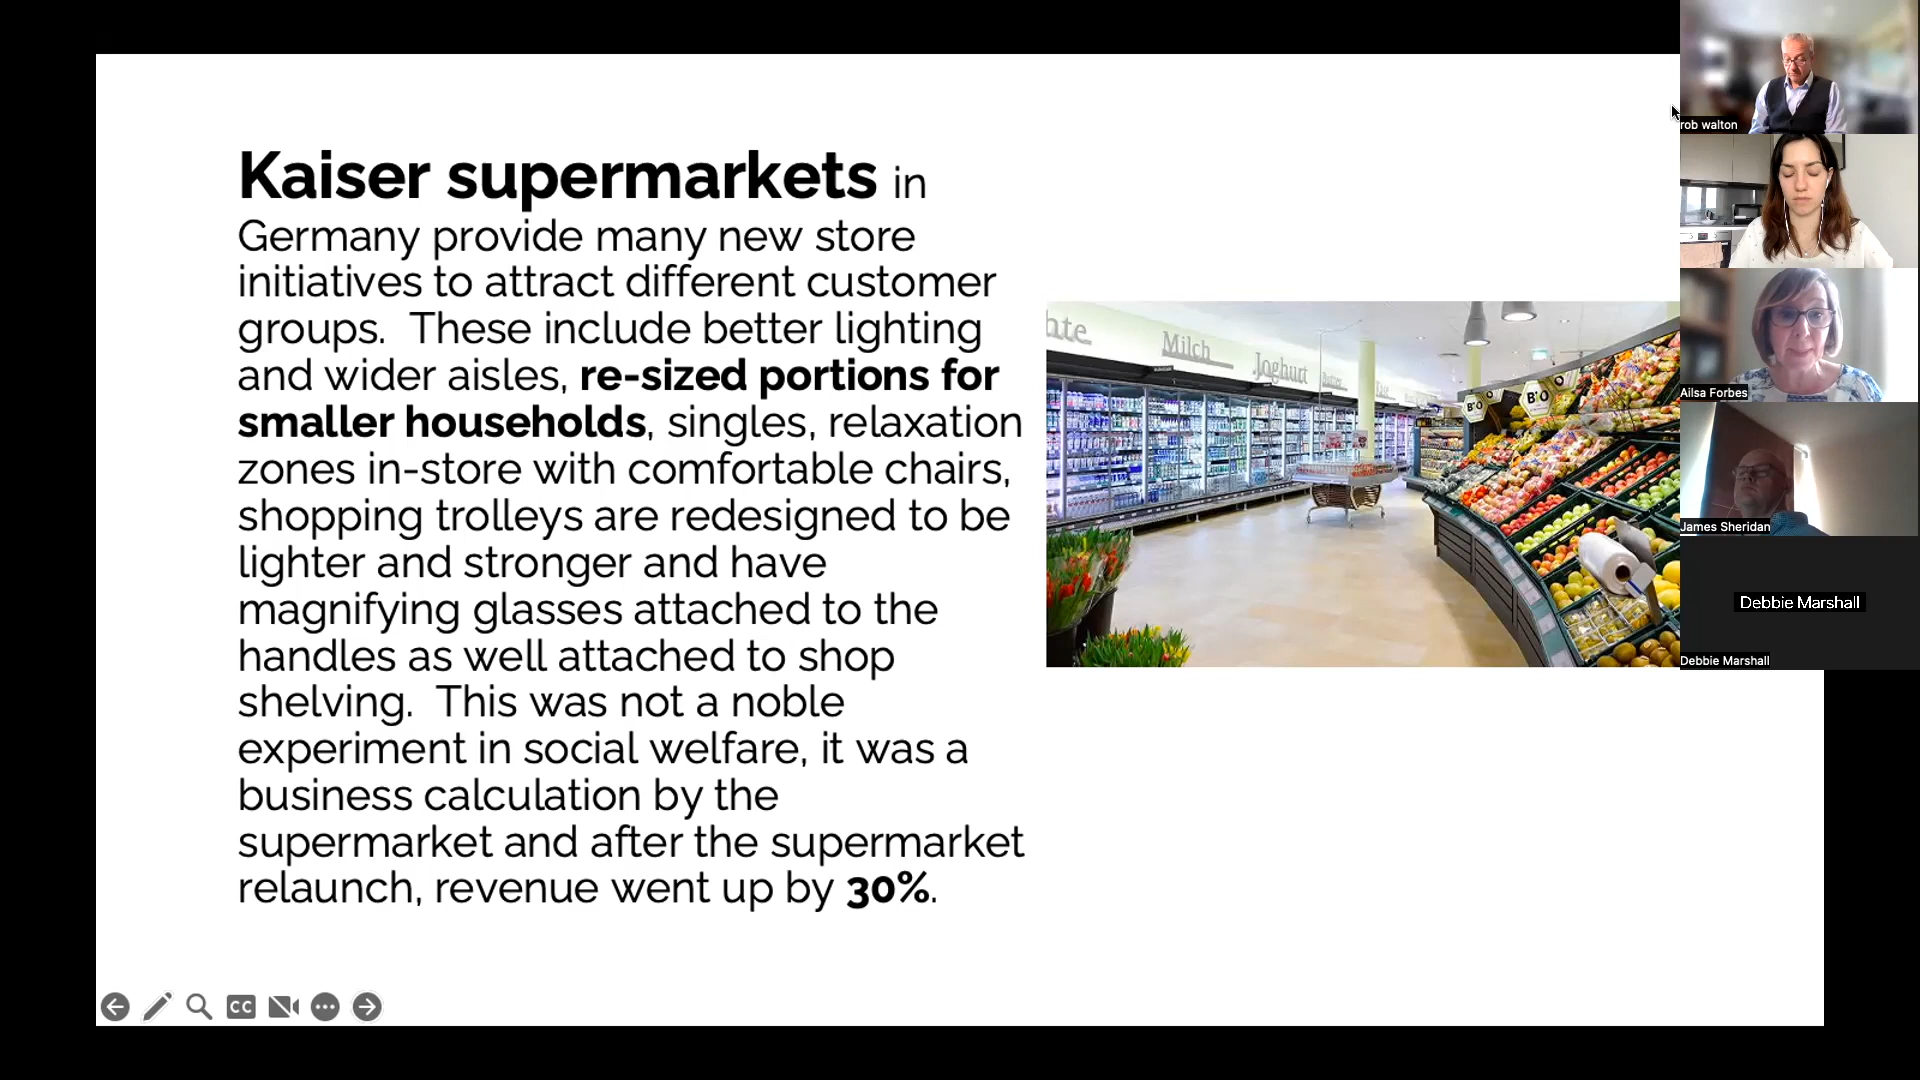 Kaiser supermarkets in
Germany provide many new store
initiatives to attract different customer
groups.  These include better lighting
and wider aisles, re-sized portions for
smaller households, singles, relaxation
zones in-store with comfortable chairs,
shopping trolleys are redesigned to be
lighter and stronger and have
magnifying glasses attached to the
handles as well attached to shop
shelving.  This was not a noble
experiment in social welfare, it was a
business calculation by the
supermarket and after the supermarket
relaunch, revenue went up by 30%.
hte
Milch
Joghurt
BIO
BIO
CC
rob walton
Ailsa Forbes
James Sheridan
Debbie Marshall
Debbie Marshall